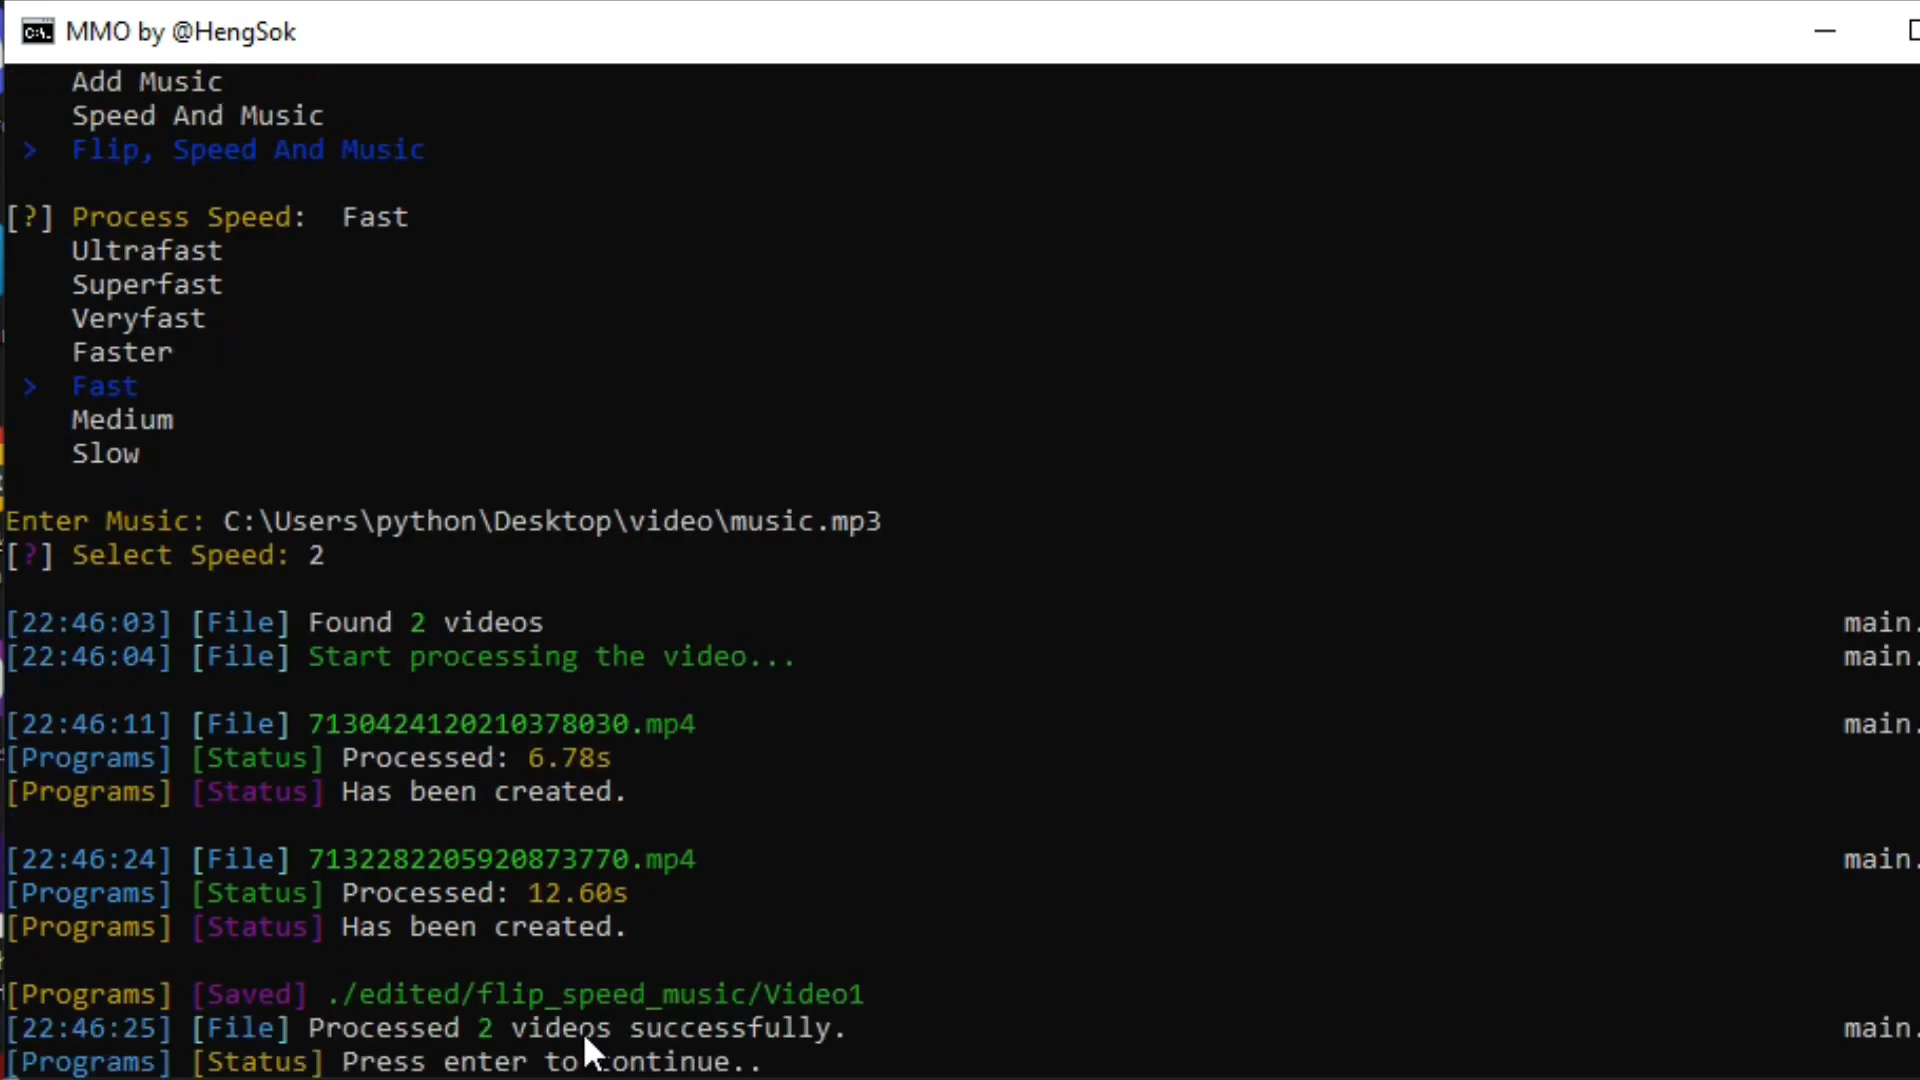 MMO by @HengSok
Add Music
Speed And Music
> Flip, Speed And Music
[?] Process Speed: Fast
Ultrafast
Superfast
Veryfast
Faster
> Fast
Medium
Slow
Enter Music: C:\Users\python\Desktop\video\music.mp3
[?] Select Speed: 2
[22:46:03] [File] Found 2 videos main.
[22:46:04] [File] Start processing the video... main.
[22:46:11] [File] 7130424120210378030.mp4 main.
[Programs] [Status] Processed: 6.78s
[Programs] [Status] Has been created.
[22:46:24] [File] 7132282205920873770.mp4 main.
[Programs] [Status] Processed: 12.60s
[Programs] [Status] Has been created.
[Programs] [Saved] ./edited/flip_speed_music/Video1
[22:46:25] [File] Processed 2 videos successfully. main.
[Programs] [Status] Press enter to continue..